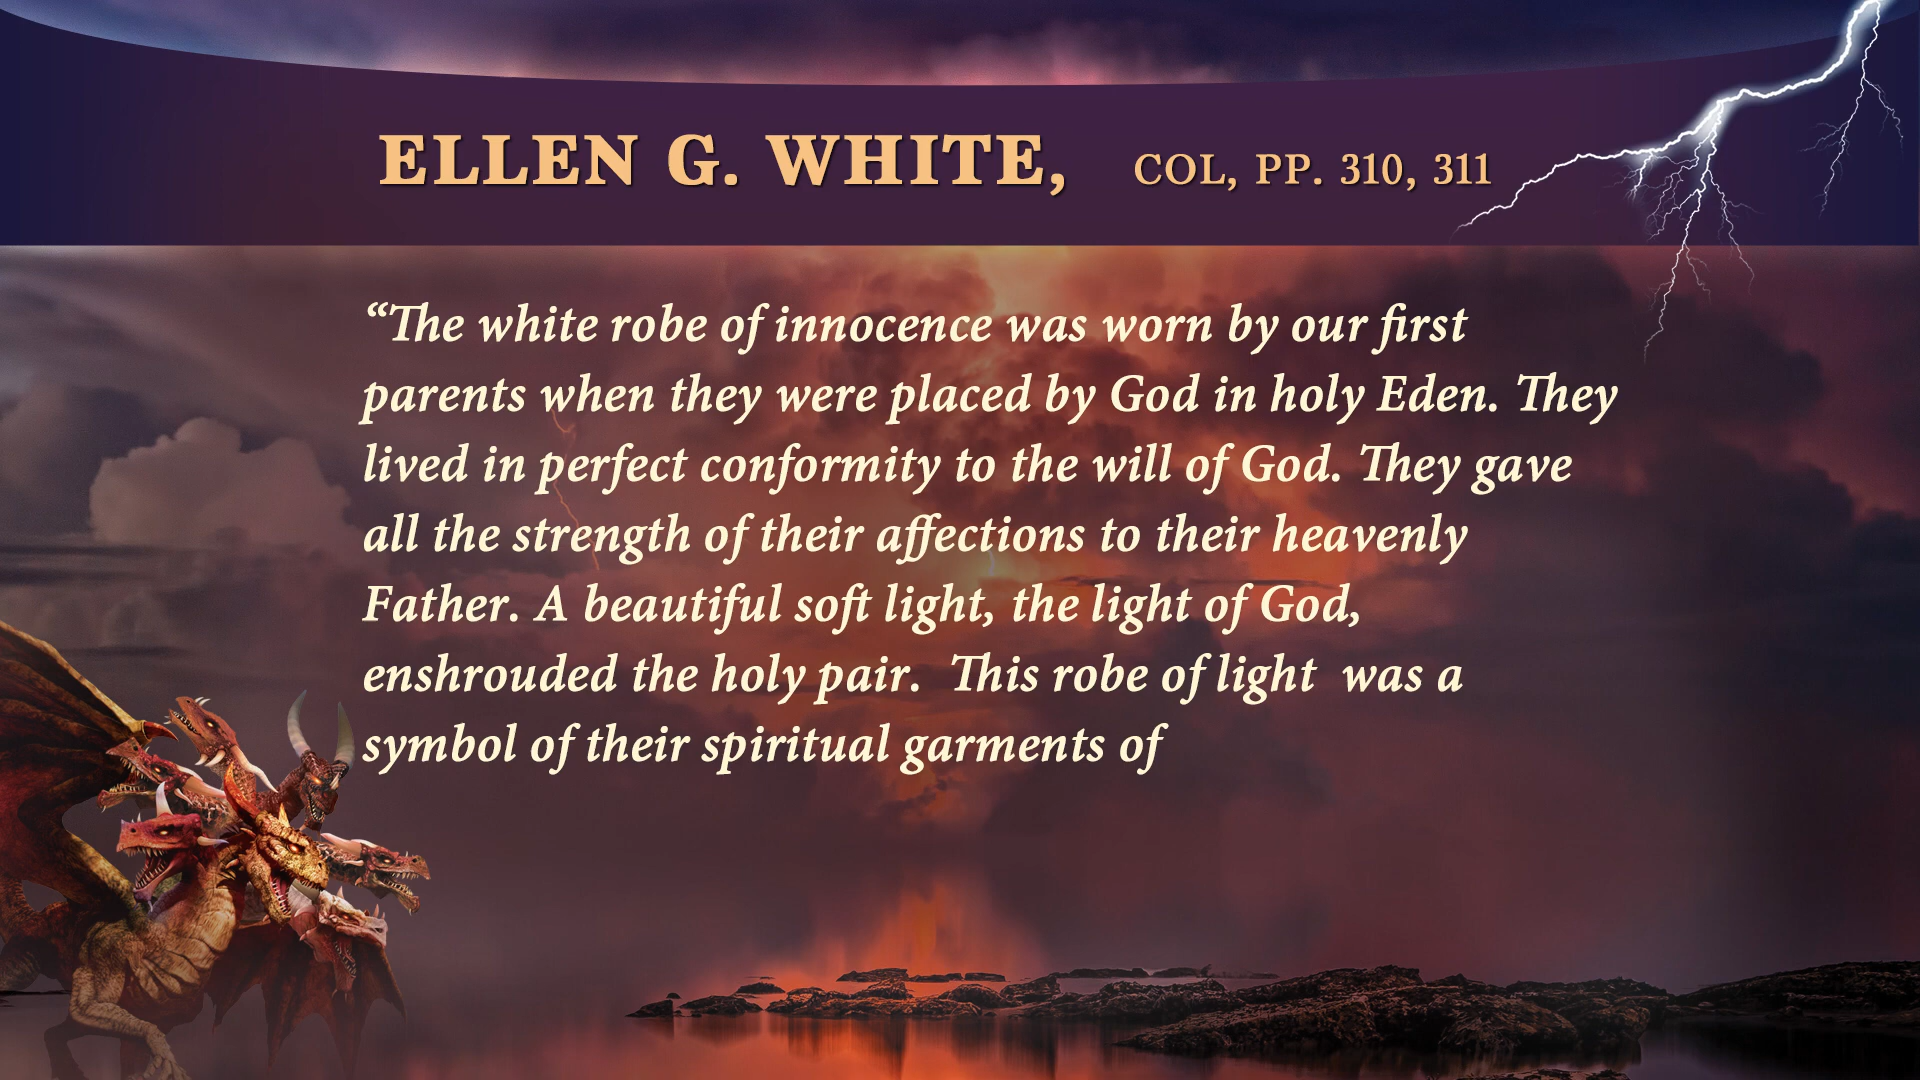 ELLEN G. WHITE, COL, PP. 310, 311
“The white robe of innocence was worn by our first
parents when they were placed by God in holy Eden. They
lived in perfect conformity to the will of God. They gave
all the strength of their affections to their heavenly
Father. A beautiful soft light, the light of God,
enshrouded the holy pair.  This robe of light  was a
symbol of their spiritual garments of